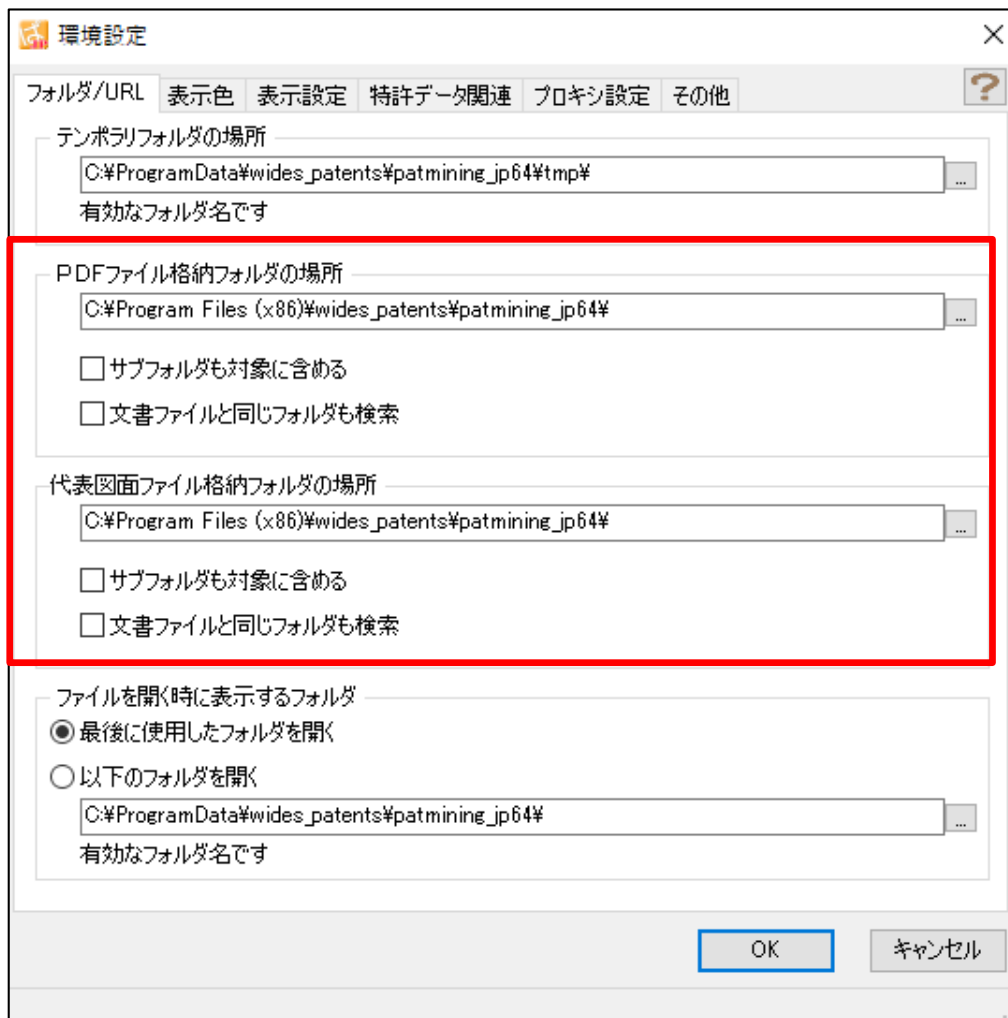 環境設定
フォルダ/URL 表示色 表示設定 特許データ関連 プロキシ設定 その他
テンポラリフォルダの場所
C:¥ProgramData¥wides_patents¥patmining_jp64¥tmp¥
...
有効なフォルダ名です
PDFファイル格納フォルダの場所
C:¥Program Files (x86)¥wides_patents¥patmining_jp64¥
...
サブフォルダも対象に含める
文書ファイルと同じフォルダも検索
代表図面ファイル格納フォルダの場所
C:¥Program Files (x86)¥wides_patents¥patmining_jp64¥
...
サブフォルダも対象に含める
文書ファイルと同じフォルダも検索
ファイルを開く時に表示するフォルダ
最後に使用したフォルダを開く
以下のフォルダを開く
C:¥ProgramData¥wides_patents¥patmining_jp64¥
...
有効なフォルダ名です
OK キャンセル